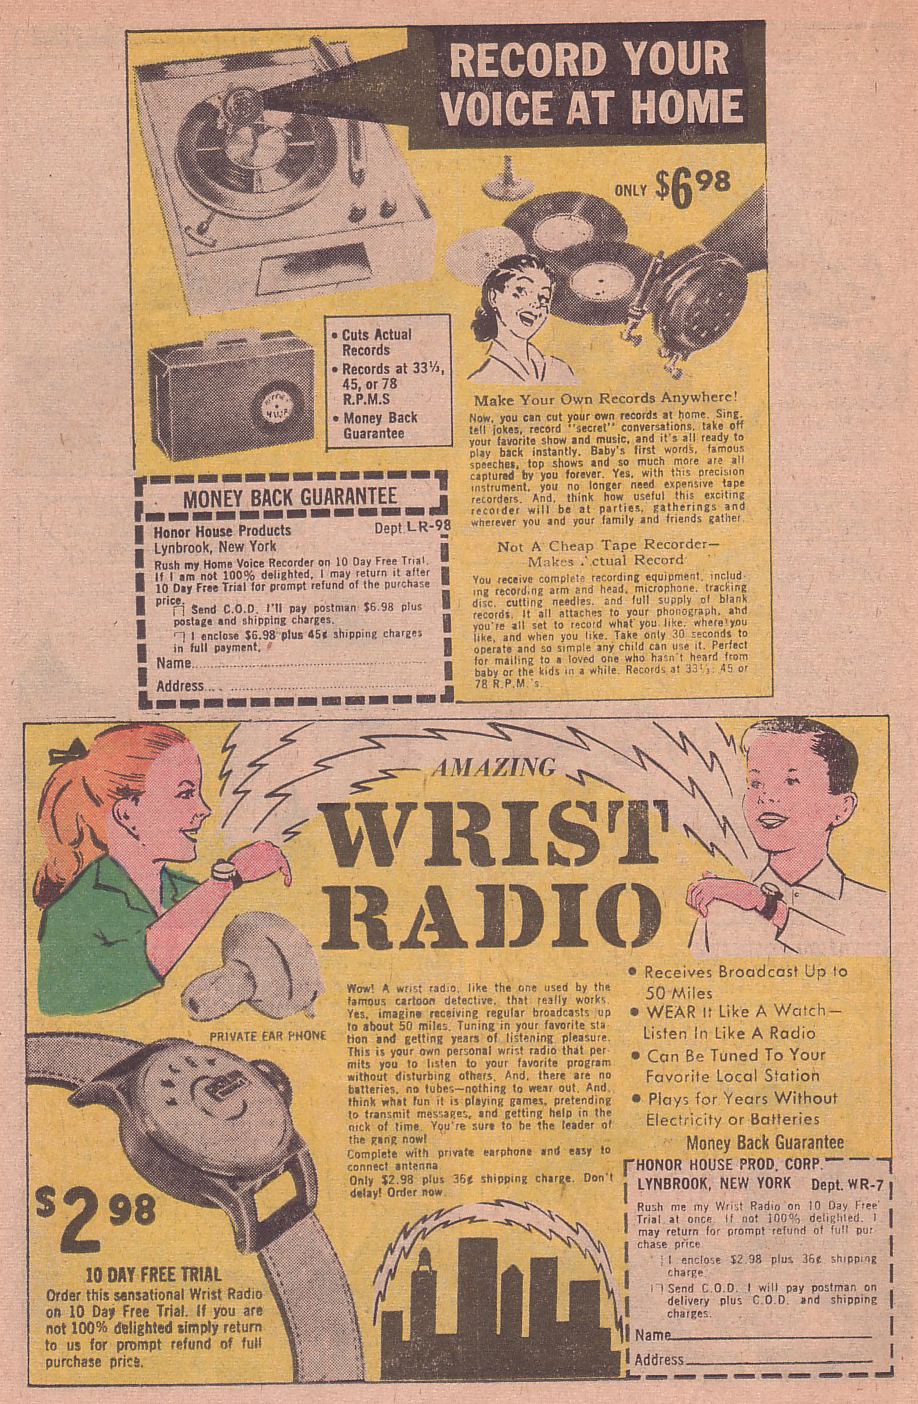 RECORD YOUR
VOICE AT HOME
ONLY $6.98
• Cuts Actual
Records
• Records at 33⅓,
45, or 78
R.P.M.S
• Money Back
Guarantee
Make Your Own Records Anywhere!
Now, you can cut your own records at home. Sing,
tell jokes, record "secret" conversations, take off
your favorite show and music, and it's all ready to
play back instantly. Baby's first words, famous
speeches, top shows and so much more are all
captured by you forever. Yes, with this precision
instrument, you no longer need expensive tape
recorders. And, think how useful this exciting
recorder will be at parties, gatherings and
wherever you and your family and friends gather.
Not A Cheap Tape Recorder—
Makes Actual Record
You receive complete recording equipment, includ-
ing recording arm and head, microphone, tracking
disc, cutting needles, and full supply of blank
records. It all attaches to your phonograph, and
you're all set to record what you like, where you
like, and when you like. Take only 30 seconds to
operate and so simple any child can use it. Perfect
for mailing to a loved one who hasn't heard from
baby or the kids in a while. Records at 33⅓, 45 or
78 R.P.M.'s.
MONEY BACK GUARANTEE
Honor House Products Dept. LR-98
Lynbrook, New York
Rush my Home Voice Recorder on 10 Day Free Trial.
If I am not 100% delighted, I may return it after
10 Day Free Trial for prompt refund of the purchase
price.
☐ Send C.O.D. I'll pay postman $6.98 plus
postage and shipping charges.
☐ I enclose $6.98 plus 45¢ shipping charges
in full payment.
Name
Address
AMAZING
WRIST
RADIO
PRIVATE EAR PHONE
Wow! A wrist radio, like the one used by the
famous cartoon detective, that really works.
Yes, imagine receiving regular broadcasts up
to about 50 miles. Tuning in your favorite sta-
tion and getting years of listening pleasure.
This is your own personal wrist radio that per-
mits you to listen to your favorite program
without disturbing others. And, there are no
batteries, no tubes—nothing to wear out. And,
think what fun it is playing games, pretending
to transmit messages, and getting help in the
nick of time. You're sure to be the leader of
the gang now!
Complete with private earphone and easy to
connect antenna
Only $2.98 plus 36¢ shipping charge. Don't
delay! Order now.
• Receives Broadcast Up to
50 Miles
• WEAR It Like A Watch—
Listen In Like A Radio
• Can Be Tuned To Your
Favorite Local Station
• Plays for Years Without
Electricity or Batteries
Money Back Guarantee
$2.98
10 DAY FREE TRIAL
Order this sensational Wrist Radio
on 10 Day Free Trial. If you are
not 100% delighted simply return
to us for prompt refund of full
purchase price.
HONOR HOUSE PROD. CORP.
LYNBROOK, NEW YORK Dept. WR-7
Rush me my Wrist Radio on 10 Day Free
Trial at once. If not 100% delighted, I
may return for prompt refund of full pur-
chase price
☐ I enclose $2.98 plus 36¢ shipping
charge.
☐ Send C.O.D. I will pay postman on
delivery plus C.O.D. and shipping
charges.
Name
Address